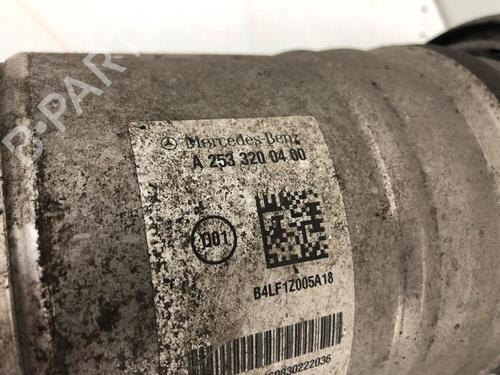 B-PARTS
Mercedes-Benz
A 253 320 04 00
001
B4LF1Z005A18
0830222036